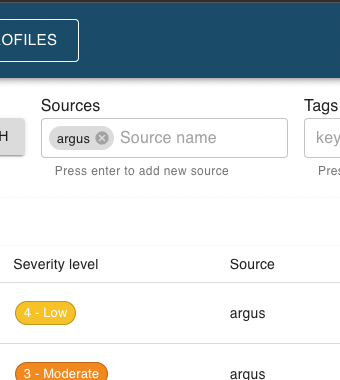 OFILES
Sources
Tags
H
argus
Source name
key
Press enter to add new source
Pres
Severity level
Source
4 - Low
argus
3 - Moderate
argus